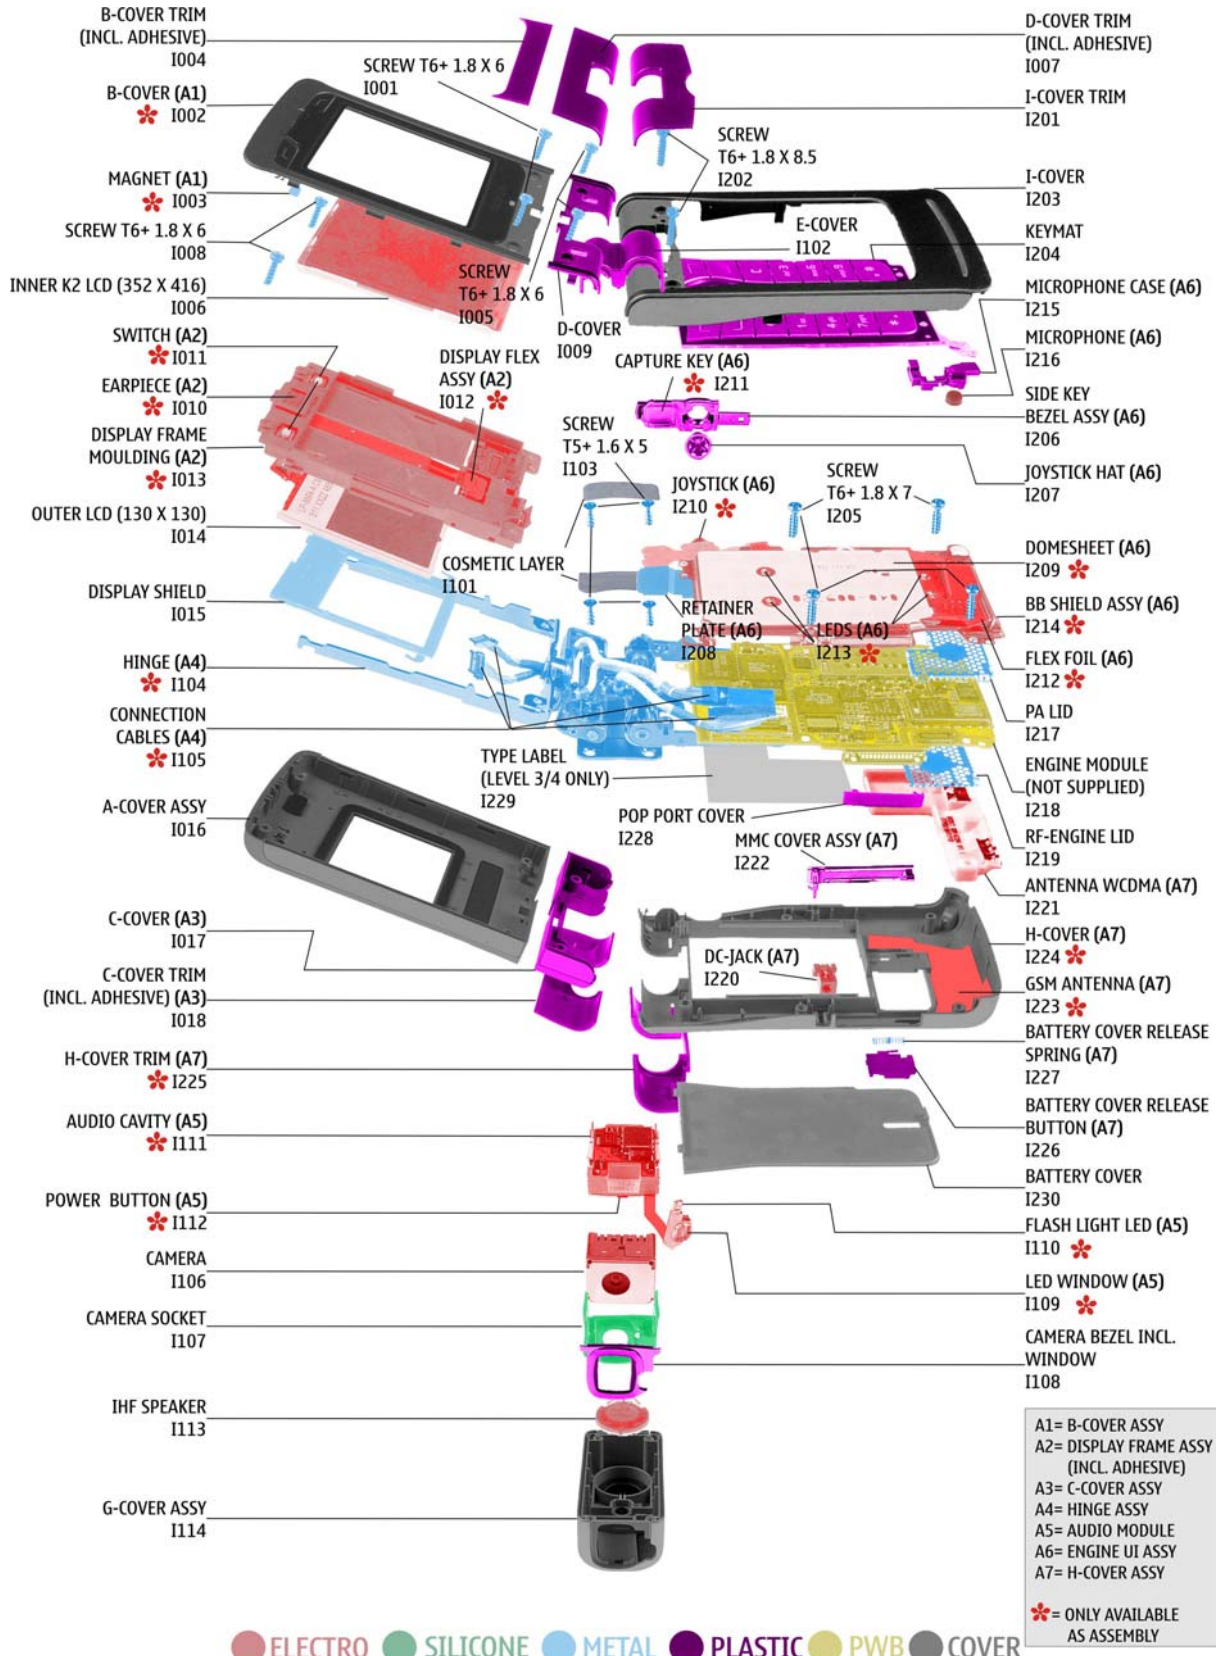 B-COVER TRIM
(INCL. ADHESIVE)
I004
SCREW T6+ 1.8 X 6
I001
B-COVER (A1)
I002
MAGNET (A1)
I003
SCREW T6+ 1.8 X 6
I008
INNER K2 LCD (352 X 416)
I006
SWITCH (A2)
I011
EARPIECE (A2)
I010
DISPLAY FRAME
MOULDING (A2)
I013
OUTER LCD (130 X 130)
I014
DISPLAY SHIELD
I015
HINGE (A4)
I104
CONNECTION
CABLES (A4)
I105
A-COVER ASSY
I016
C-COVER (A3)
I017
C-COVER TRIM
(INCL. ADHESIVE) (A3)
I018
H-COVER TRIM (A7)
I225
AUDIO CAVITY (A5)
I111
POWER BUTTON (A5)
I112
CAMERA
I106
CAMERA SOCKET
I107
IHF SPEAKER
I113
G-COVER ASSY
I114
SCREW
T6+ 1.8 X 6
I005
D-COVER
I009
DISPLAY FLEX
ASSY (A2)
I012
SCREW
T5+ 1.6 X 5
I103
COSMETIC LAYER
I101
TYPE LABEL
(LEVEL 3/4 ONLY)
I229
SCREW
T6+ 1.8 X 8.5
I202
E-COVER
I102
CAPTURE KEY (A6)
I211
JOYSTICK (A6)
I210
SCREW
T6+ 1.8 X 7
I205
RETAINER
PLATE (A6)
I208
LEDS (A6)
I213
POP PORT COVER
I228
MMC COVER ASSY (A7)
I222
DC-JACK (A7)
I220
D-COVER TRIM
(INCL. ADHESIVE)
I007
I-COVER TRIM
I201
I-COVER
I203
KEYMAT
I204
MICROPHONE CASE (A6)
I215
MICROPHONE (A6)
I216
SIDE KEY
BEZEL ASSY (A6)
I206
JOYSTICK HAT (A6)
I207
DOMESHEET (A6)
I209
BB SHIELD ASSY (A6)
I214
FLEX FOIL (A6)
I212
PA LID
I217
ENGINE MODULE
(NOT SUPPLIED)
I218
RF-ENGINE LID
I219
ANTENNA WCDMA (A7)
I221
H-COVER (A7)
I224
GSM ANTENNA (A7)
I223
BATTERY COVER RELEASE
SPRING (A7)
I227
BATTERY COVER RELEASE
BUTTON (A7)
I226
BATTERY COVER
I230
FLASH LIGHT LED (A5)
I110
LED WINDOW (A5)
I109
CAMERA BEZEL INCL.
WINDOW
I108
A1= B-COVER ASSY
A2= DISPLAY FRAME ASSY
(INCL. ADHESIVE)
A3= C-COVER ASSY
A4= HINGE ASSY
A5= AUDIO MODULE
A6= ENGINE UI ASSY
A7= H-COVER ASSY
*= ONLY AVAILABLE
AS ASSEMBLY
ELECTRO SILICONE METAL PLASTIC PWB COVER